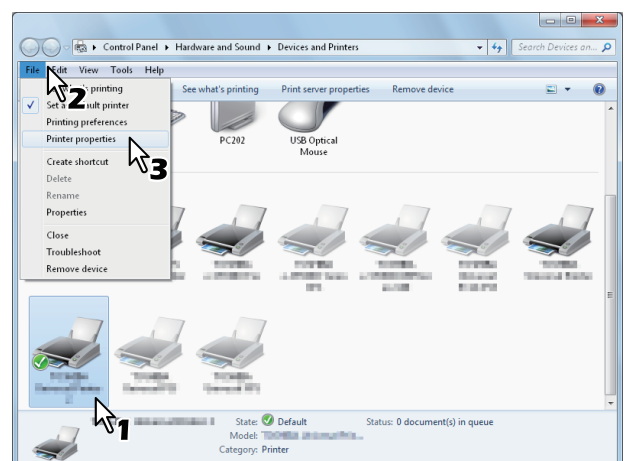 Control Panel ▸ Hardware and Sound ▸ Devices and Printers
Search Devices an...
File Edit View Tools Help
printing
See what's printing Print server properties Remove device
Set a default printer
Printing preferences
Printer properties
Create shortcut
Delete
Rename
Properties
Close
Troubleshoot
Remove device
PC202
USB Optical
Mouse
2
3
1
State: Default
Status: 0 document(s) in queue
Model:
Category: Printer